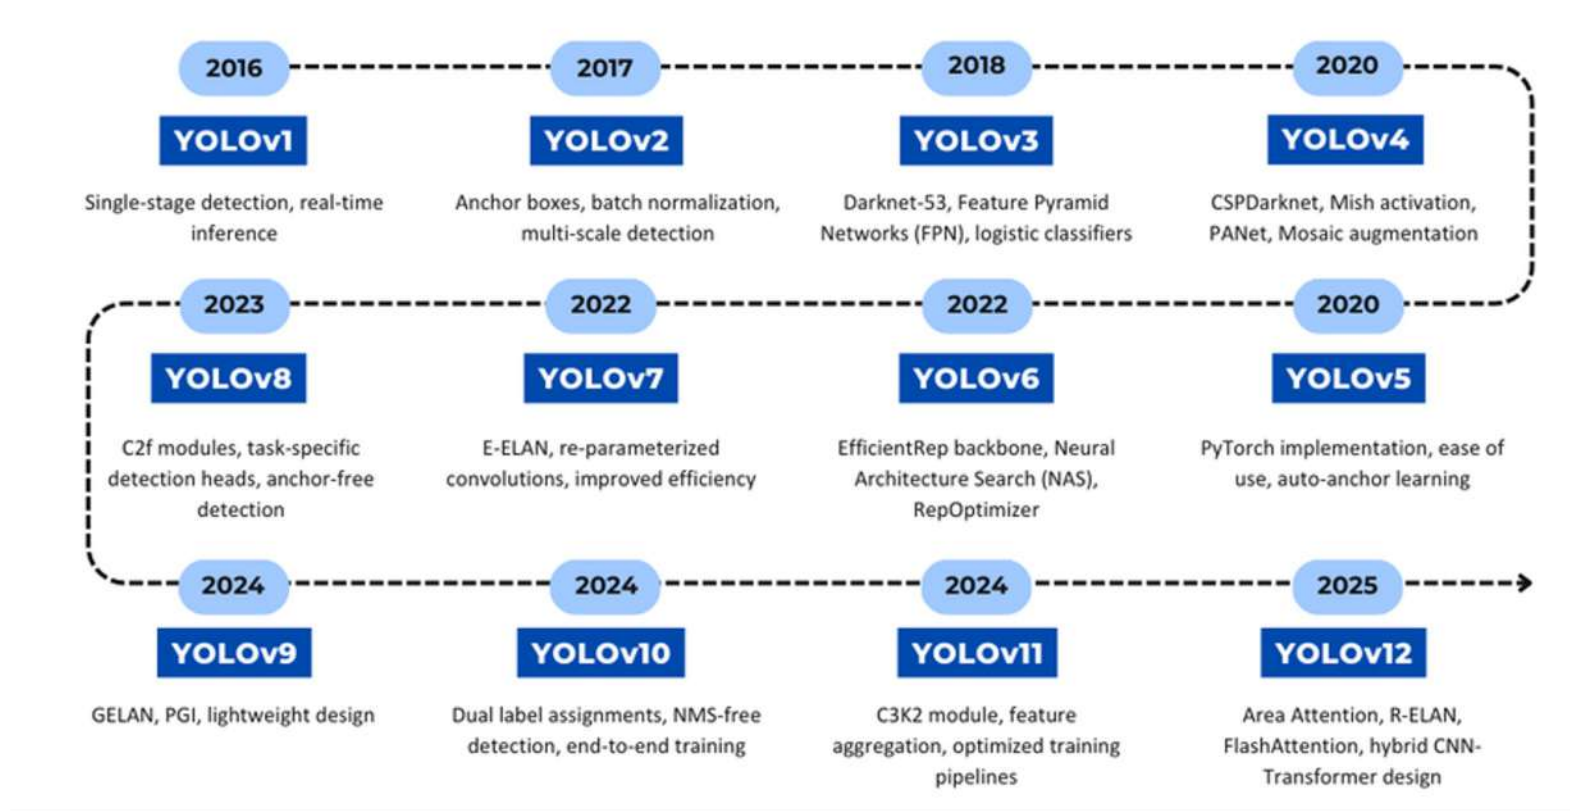 2016
2017
2018
2020
YOLOv1
YOLOv2
YOLOv3
YOLOv4
Single-stage detection, real-time
inference
Anchor boxes, batch normalization,
multi-scale detection
Darknet-53, Feature Pyramid
Networks (FPN), logistic classifiers
CSPDarknet, Mish activation,
PANet, Mosaic augmentation
2023
2022
2022
2020
YOLOv8
YOLOv7
YOLOv6
YOLOv5
C2f modules, task-specific
detection heads, anchor-free
detection
E-ELAN, re-parameterized
convolutions, improved efficiency
EfficientRep backbone, Neural
Architecture Search (NAS),
RepOptimizer
PyTorch implementation, ease of
use, auto-anchor learning
2024
2024
2024
2025
YOLOv9
YOLOv10
YOLOv11
YOLOv12
GELAN, PGI, lightweight design
Dual label assignments, NMS-free
detection, end-to-end training
C3K2 module, feature
aggregation, optimized training
pipelines
Area Attention, R-ELAN,
FlashAttention, hybrid CNN-
Transformer design